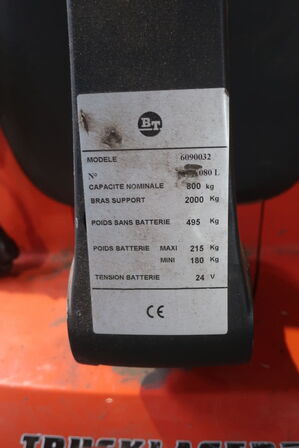 BT
MODELE 6090032
N° 080 L
CAPACITE NOMINALE 800 kg
BRAS SUPPORT 2000 Kg
POIDS SANS BATTERIE 495 Kg
POIDS BATTERIE MAXI 215 Kg
MINI 180 Kg
TENSION BATTERIE 24 V
CE